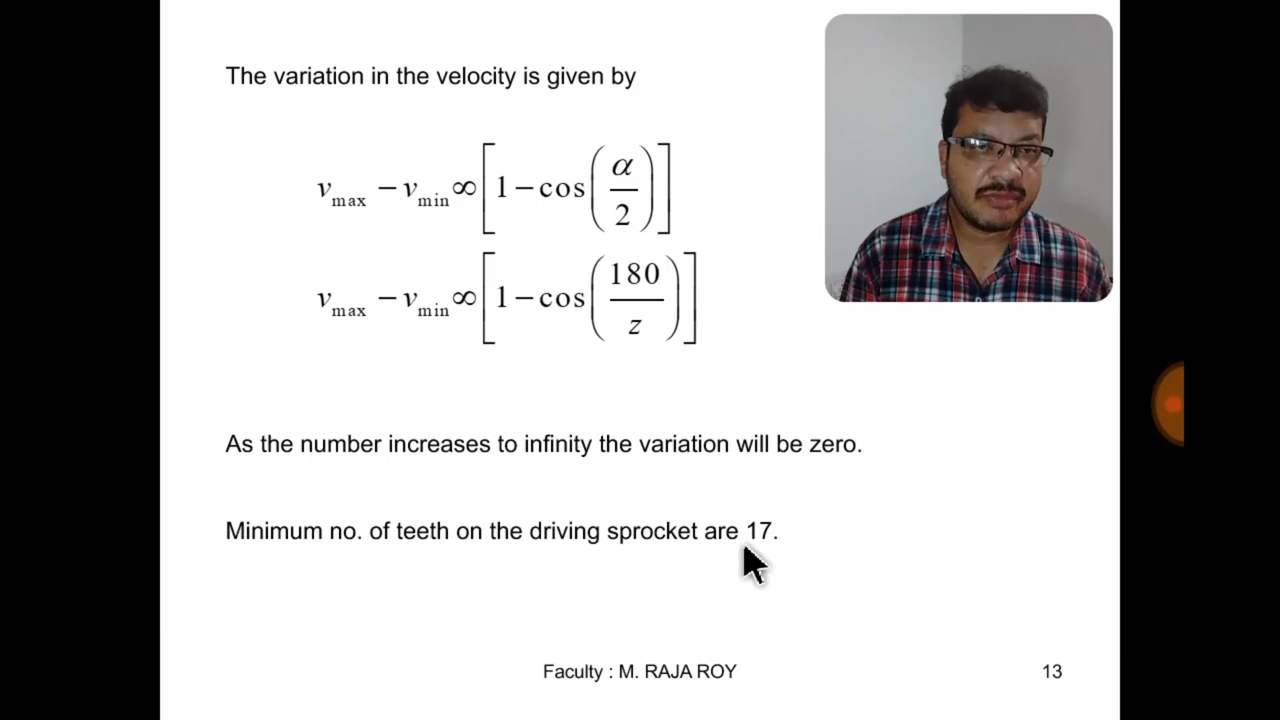 The variation in the velocity is given by
v_max − v_min ∞ [1 − cos(α/2)]
v_max − v_min ∞ [1 − cos(180/z)]
As the number increases to infinity the variation will be zero.
Minimum no. of teeth on the driving sprocket are 17.
Faculty : M. RAJA ROY 13